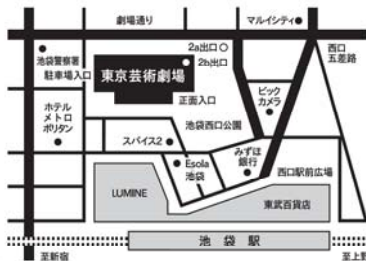 劇場通り
マルイシティ
2a出口
2b出口
西口
五差路
池袋警察署
駐車場入口
東京芸術劇場
正面入口
ビック
カメラ
ホテル
メトロ
ポリタン
池袋西口公園
スパイス2
Esola
池袋
みずほ
銀行
西口駅前広場
LUMINE
東武百貨店
池袋駅
至新宿
至上野